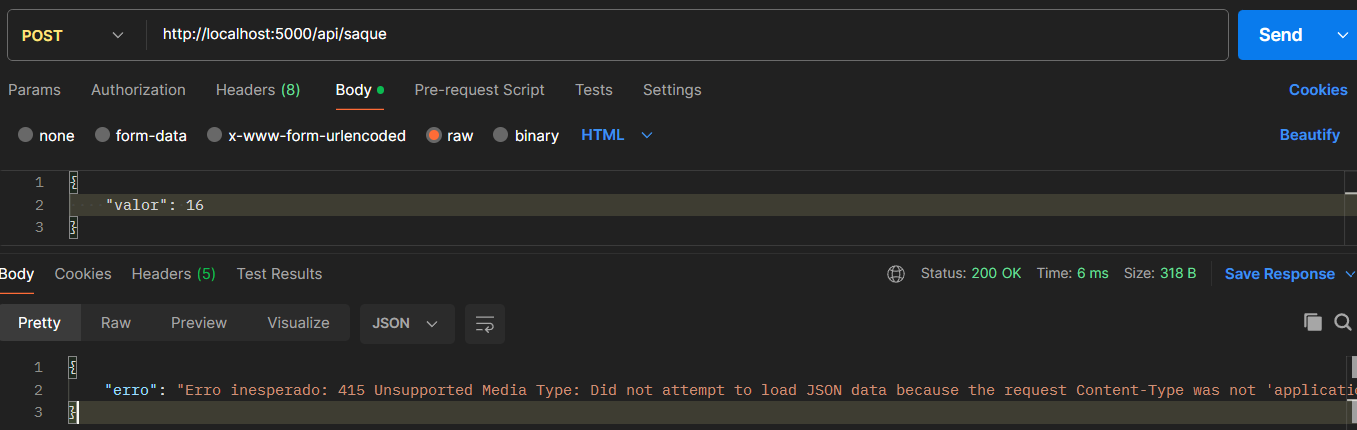 POST http://localhost:5000/api/saque Send
Params Authorization Headers (8) Body Pre-request Script Tests Settings Cookies
none form-data x-www-form-urlencoded raw binary HTML Beautify
1 {
2 "valor": 16
3 }
Body Cookies Headers (5) Test Results Status: 200 OK Time: 6 ms Size: 318 B Save Response
Pretty Raw Preview Visualize JSON
1 {
2 "erro": "Erro inesperado: 415 Unsupported Media Type: Did not attempt to load JSON data because the request Content-Type was not
3 }